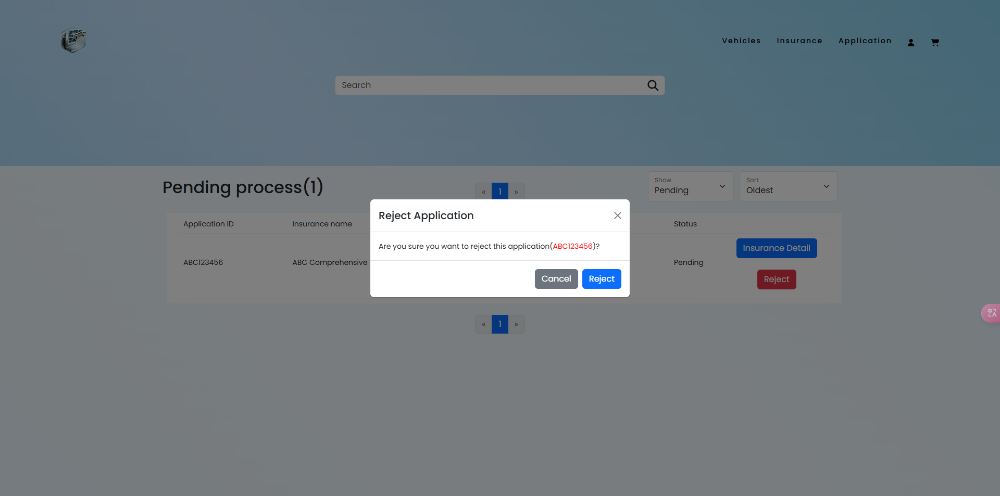 Vehicles Insurance Application
Search
Pending process(1)
« 1 »
Show
Pending
Sort
Oldest
Reject Application
Application ID Insurance name Status
Are you sure you want to reject this application(ABC123456)?
Insurance Detail
ABC123456 ABC Comprehensive Pending
Cancel Reject
Reject
« 1 »
中A